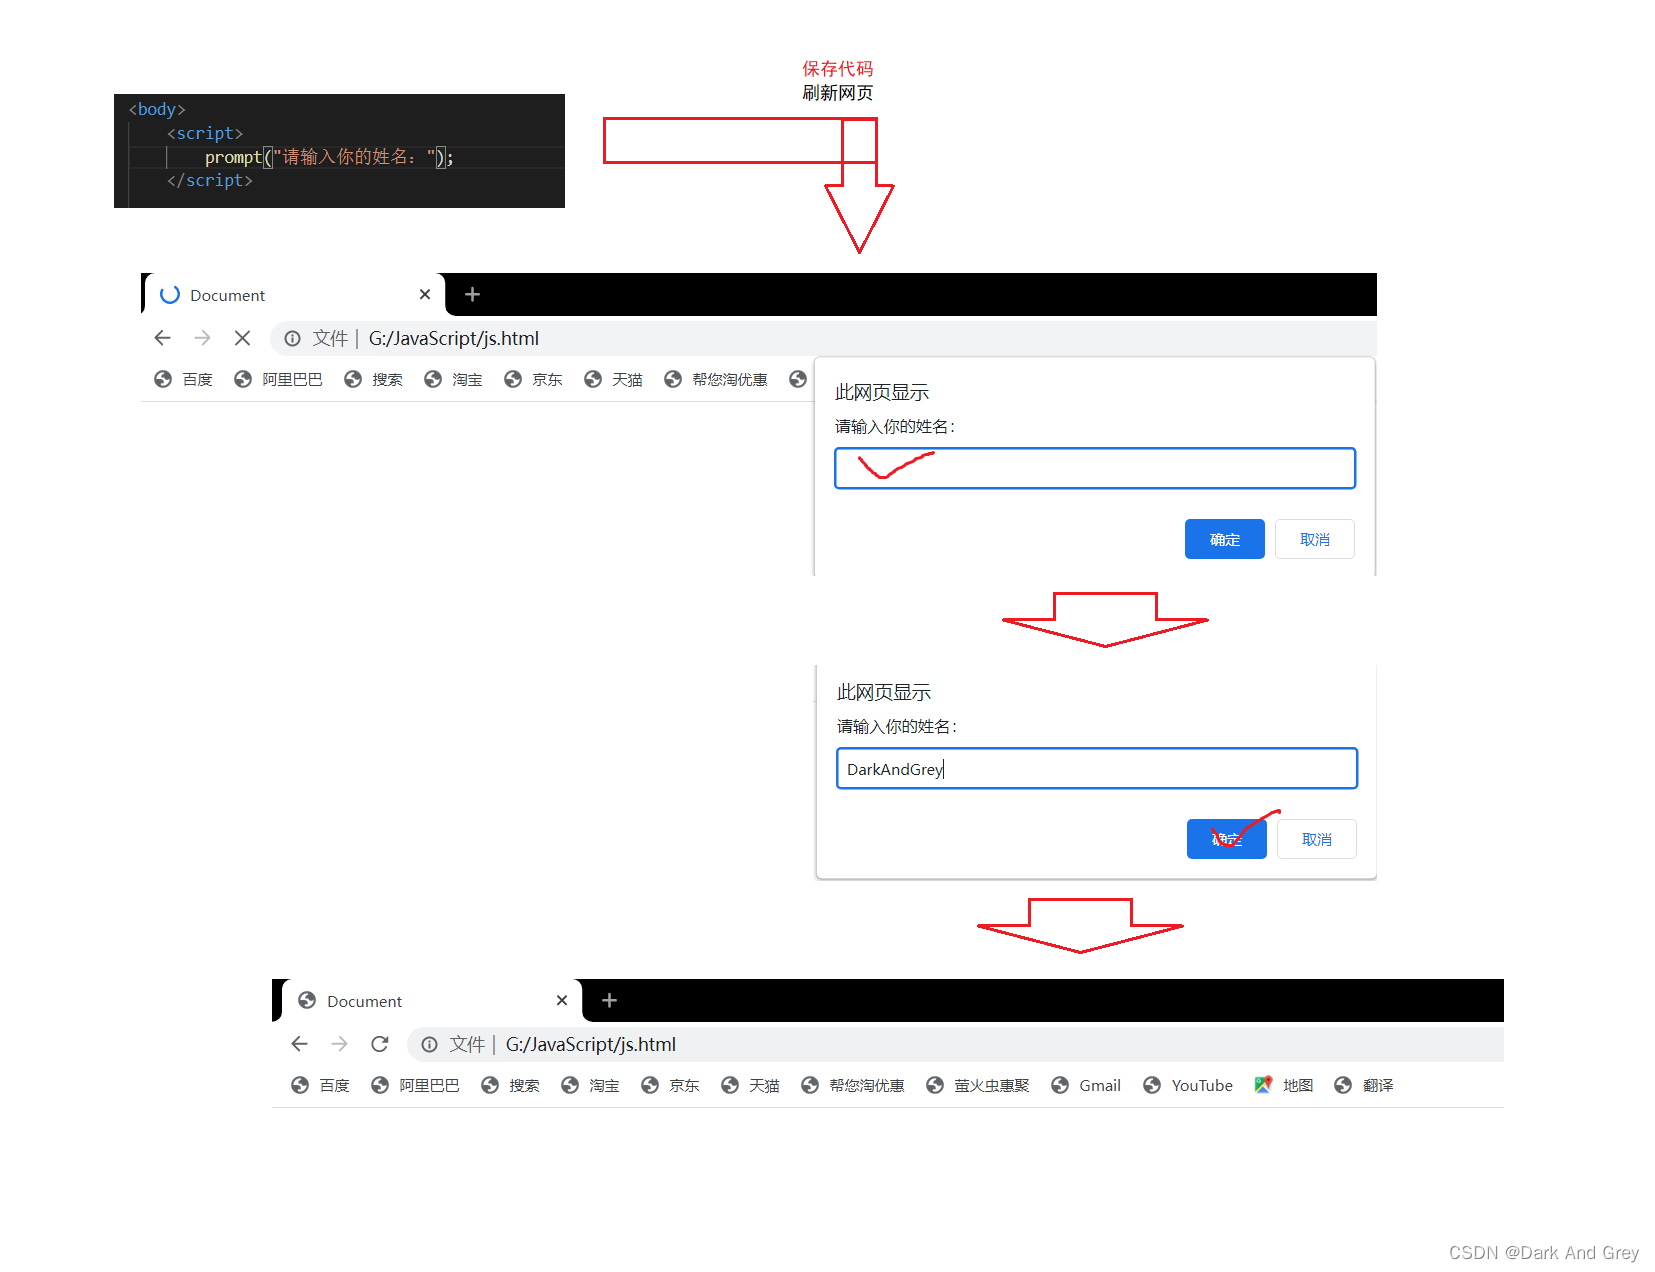 保存代码
刷新网页
<body>
<script>
prompt("请输入你的姓名：");
</script>
Document
文件 | G:/JavaScript/js.html
百度 阿里巴巴 搜索 淘宝 京东 天猫 帮您淘优惠
此网页显示
请输入你的姓名：
确定 取消
此网页显示
请输入你的姓名：
DarkAndGrey
确定 取消
Document
文件 | G:/JavaScript/js.html
百度 阿里巴巴 搜索 淘宝 京东 天猫 帮您淘优惠 萤火虫惠聚 Gmail YouTube 地图 翻译
CSDN @Dark And Grey